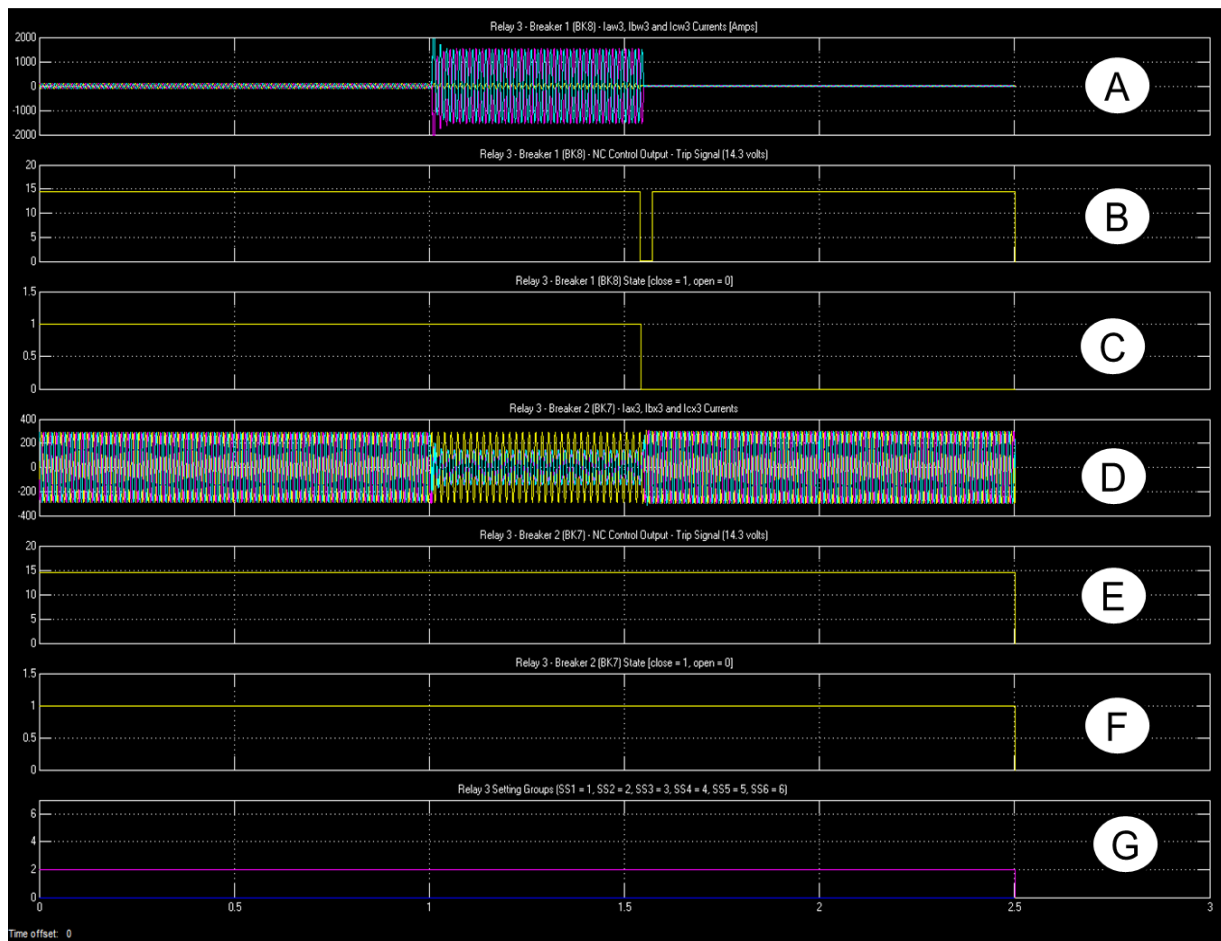 Relay 3 - Breaker 1 (BK8) - Iaw3, Ibw3 and Icw3 Currents [Amps]
2000
1000
0
-1000
-2000
A
Relay 3 - Breaker 1 (BK8) - NC Control Output - Trip Signal (14.3 volts)
20
15
10
5
0
B
Relay 3 - Breaker 1 (BK8) State [close = 1, open = 0]
1.5
1
0.5
0
C
Relay 3 - Breaker 2 (BK7) - Iax3, Ibx3 and Icx3 Currents
400
200
0
-200
-400
D
Relay 3 - Breaker 2 (BK7) - NC Control Output - Trip Signal (14.3 volts)
20
15
10
5
0
E
Relay 3 - Breaker 2 (BK7) State [close = 1, open = 0]
1.5
1
0.5
0
F
Relay 3 Setting Groups (SS1 = 1, SS2 = 2, SS3 = 3, SS4 = 4, SS5 = 5, SS6 = 6)
6
4
2
0
G
0 0.5 1 1.5 2 2.5 3
Time offset: 0